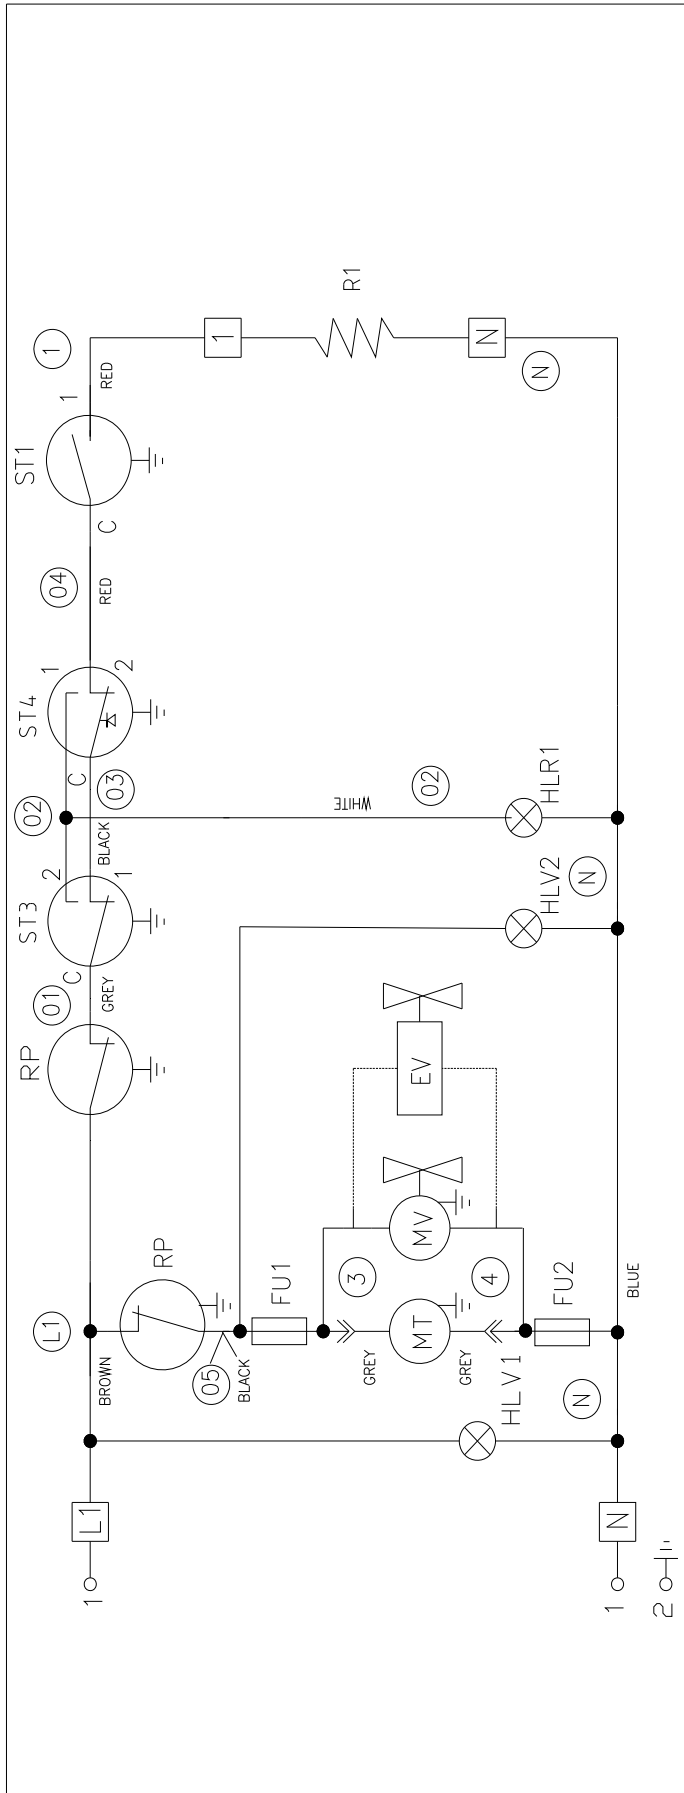 1
L1
BROWN
L1
RP
01
C
GREY
ST3
2
1
02
BLACK
03
C
ST4
1
2
04
RED
C
ST1
1
RED
1
1
R1
N
N
RP
05
BLACK
FU1
3
GREY
MT
MV
EV
4
GREY
FU2
HLV1
N
BLUE
HLV2
N
WHITE
02
HLR1
1
N
2